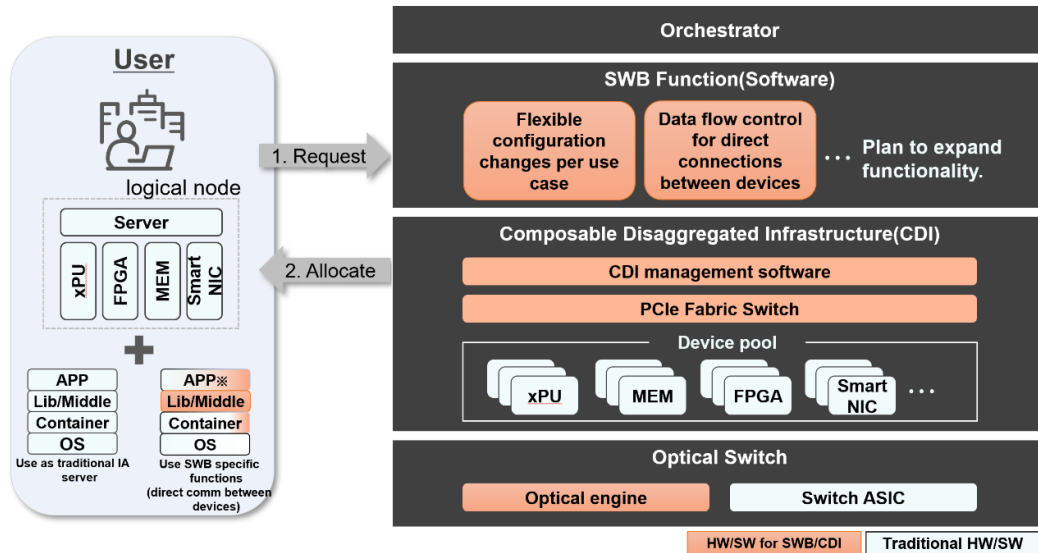 User
logical node
Server
xPU
FPGA
MEM
Smart
NIC
APP
Lib/Middle
Container
OS
Use as traditional IA
server
APP※
Lib/Middle
Container
OS
Use SWB specific
functions
(direct comm between
devices)
1. Request
2. Allocate
Orchestrator
SWB Function(Software)
Flexible
configuration
changes per use
case
Data flow control
for direct
connections
between devices
... Plan to expand
functionality.
Composable Disaggregated Infrastructure(CDI)
CDI management software
PCIe Fabric Switch
Device pool
xPU
MEM
FPGA
Smart
NIC
...
Optical Switch
Optical engine
Switch ASIC
HW/SW for SWB/CDI
Traditional HW/SW